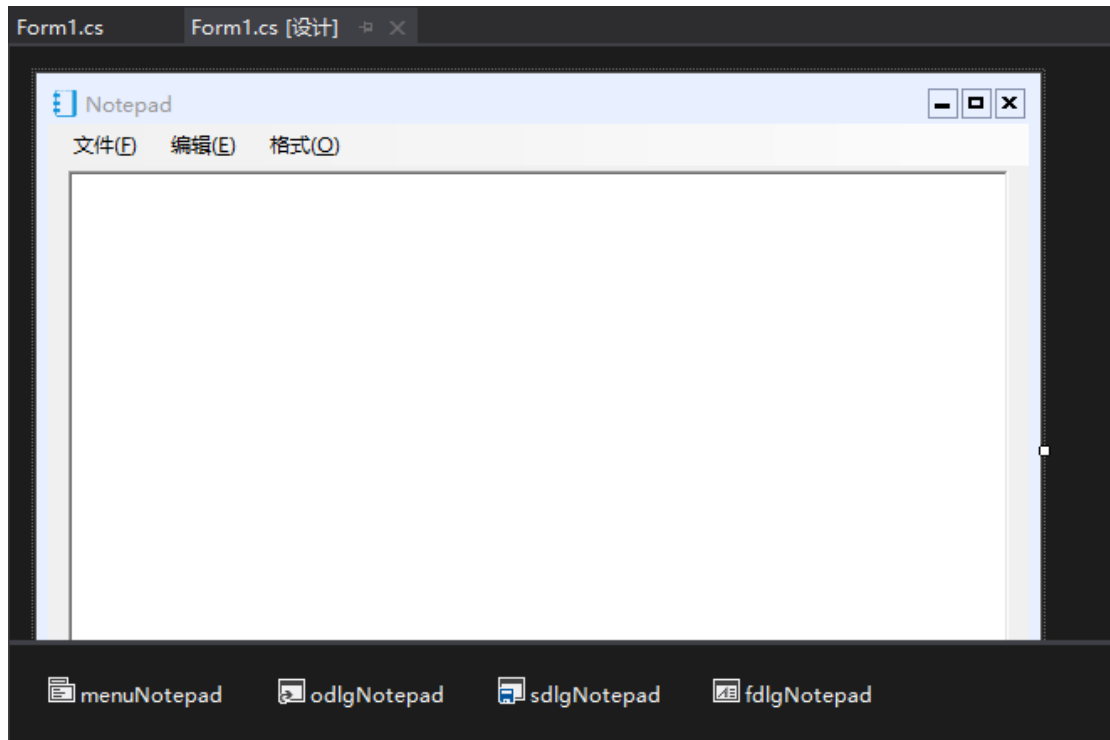 Form1.cs Form1.cs [设计]
Notepad
文件(F) 编辑(E) 格式(O)
menuNotepad odlgNotepad sdlgNotepad fdlgNotepad